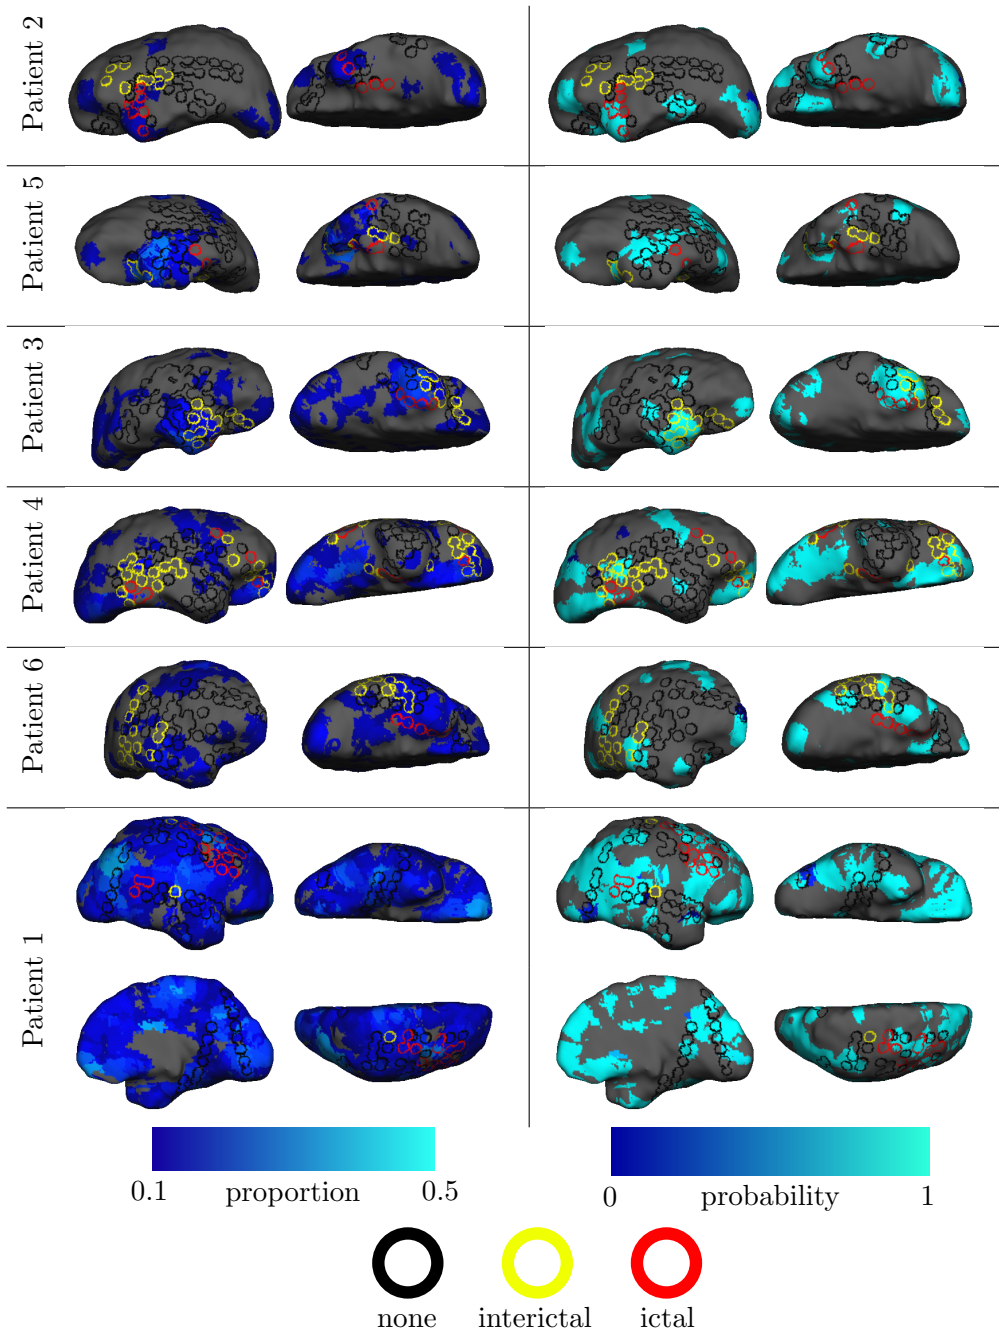 Patient 2
Patient 5
Patient 3
Patient 4
Patient 6
Patient 1
0.1 proportion 0.5
0 probability 1
none interictal ictal